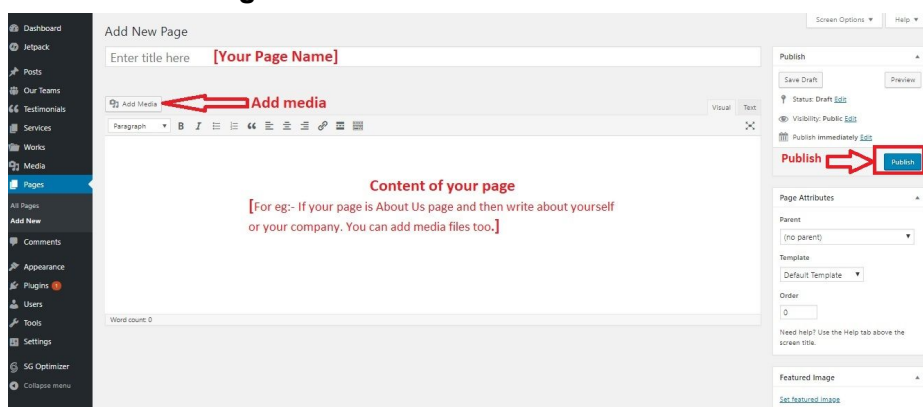 Dashboard
Jetpack
Posts
Our Teams
Testimonials
Services
Works
Media
Pages
All Pages
Add New
Comments
Appearance
Plugins 1
Users
Tools
Settings
SG Optimizer
Collapse menu
Screen Options ▼ Help ▼
Add New Page
Enter title here [Your Page Name]
Add Media Add media
Visual Text
Paragraph ▼ B I
Content of your page
[For eg:- If your page is About Us page and then write about yourself
or your company. You can add media files too.]
Word count: 0
Publish
Save Draft Preview
Status: Draft Edit
Visibility: Public Edit
Publish immediately Edit
Publish Publish
Page Attributes
Parent
(no parent)
Template
Default Template
Order
0
Need help? Use the Help tab above the
screen title.
Featured Image
Set featured image